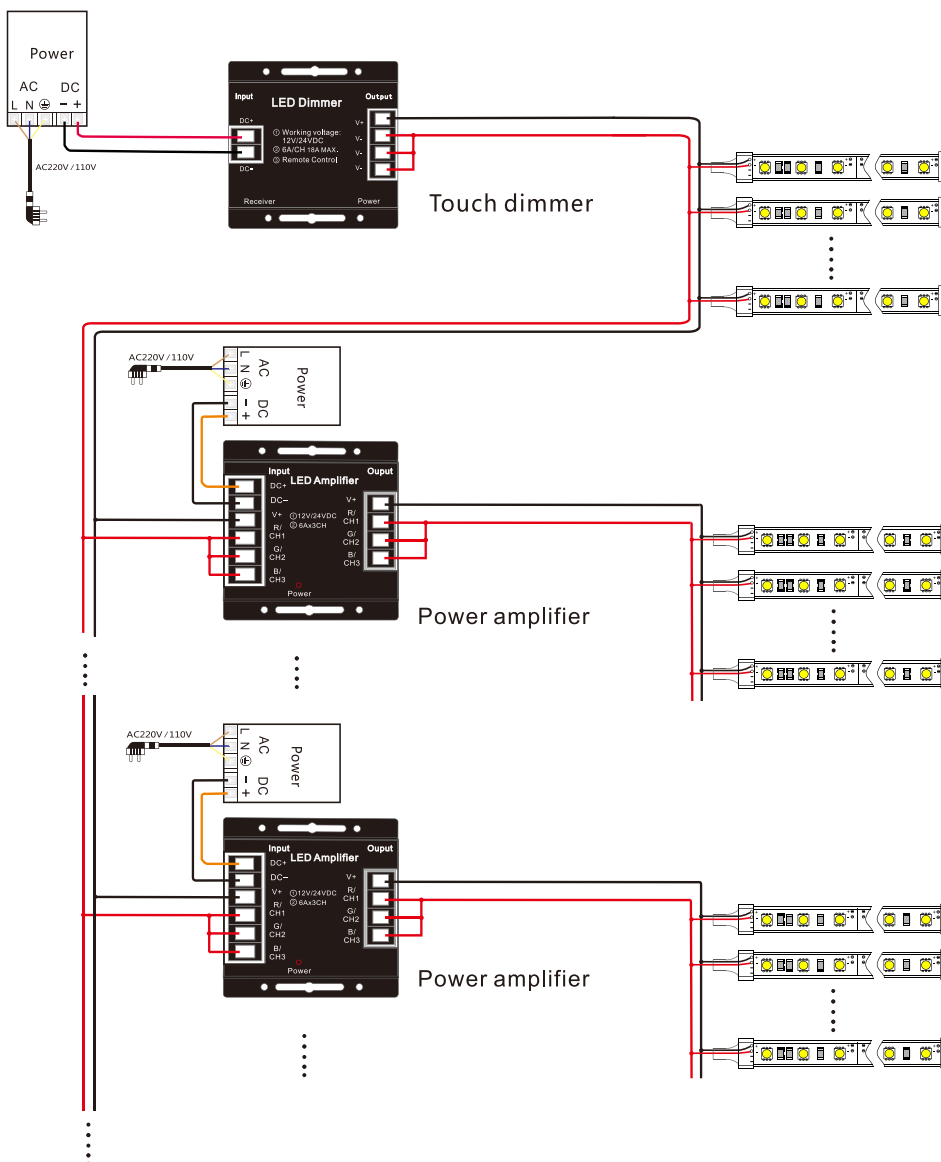 Power
AC DC
L N − +
AC220V/110V
Input
LED Dimmer
Output
DC+
DC-
① Working voltage:
12V/24VDC
② 6A/CH 18A MAX.
③ Remote Control
V+
V-
V-
V-
Receiver
Power
Touch dimmer
AC220V/110V
L
N
AC
DC
- +
Power
Input
LED Amplifier
Ouput
DC+
DC−
V+
R/
CH1
G/
CH2
B/
CH3
①12V/24VDC
② 6Ax3CH
V+
R/
CH1
G/
CH2
B/
CH3
Power
Power amplifier
AC220V/110V
L
N
AC
DC
- +
Power
Input
LED Amplifier
Ouput
DC+
DC−
V+
R/
CH1
G/
CH2
B/
CH3
①12V/24VDC
② 6Ax3CH
V+
R/
CH1
G/
CH2
B/
CH3
Power
Power amplifier